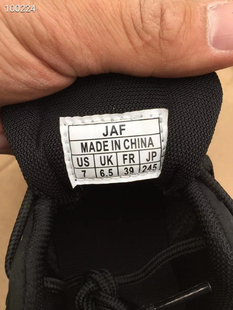 100224
JAF
MADE IN CHINA
US UK FR JP
7 6.5 39 245